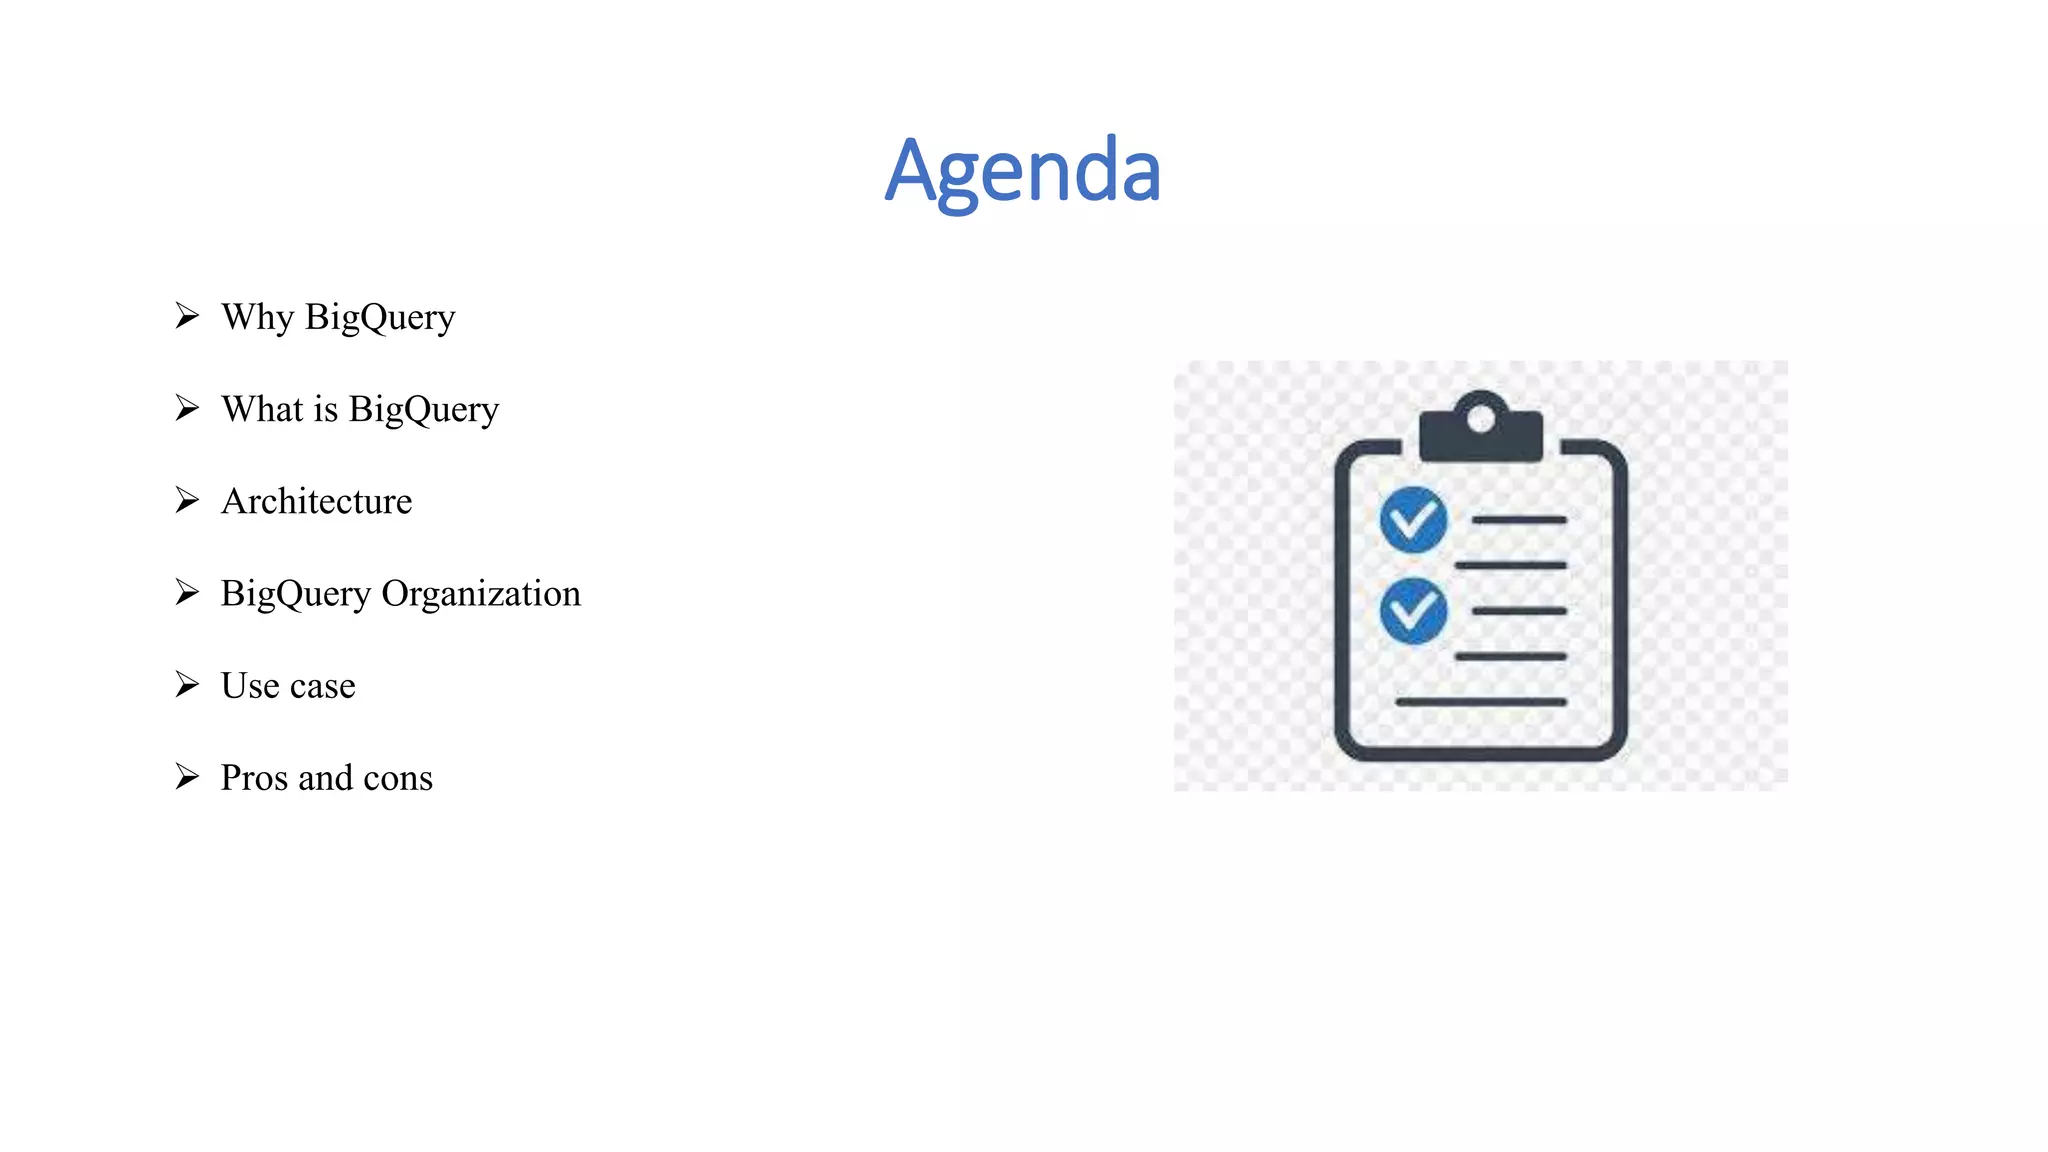 Agenda
➢ Why BigQuery
➢ What is BigQuery
➢ Architecture
➢ BigQuery Organization
➢ Use case
➢ Pros and cons